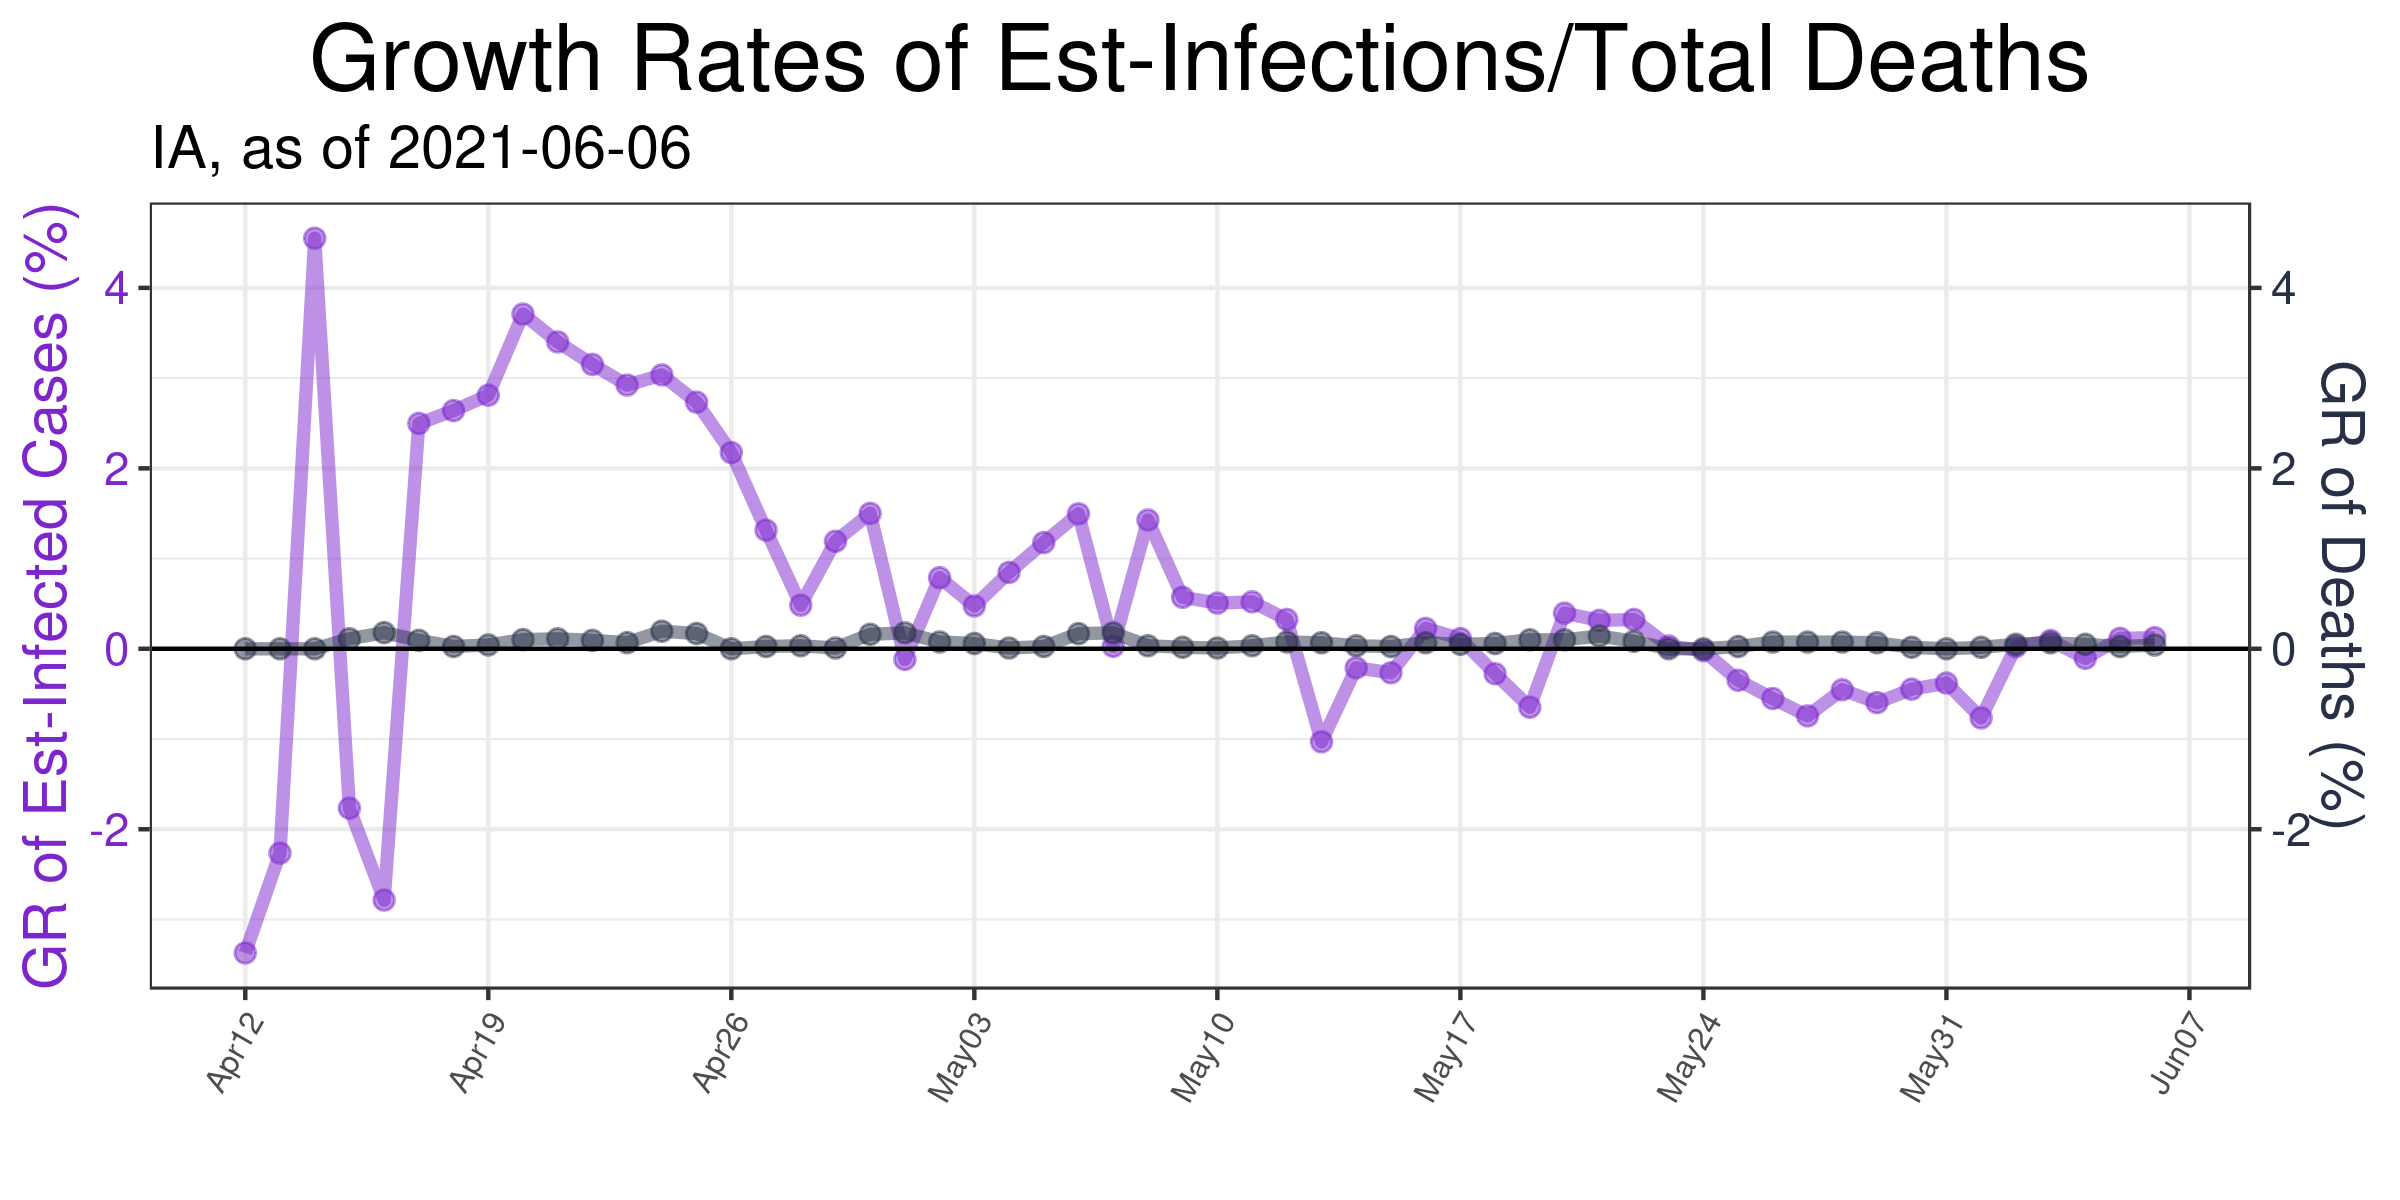 Growth Rates of Est-Infections/Total Deaths
IA, as of 2021-06-06
GR of Est-Infected Cases (%)
4
2
0
-2
4
2
0
-2
GR of Deaths (%)
Apr12
Apr19
Apr26
May03
May10
May17
May24
May31
Jun07